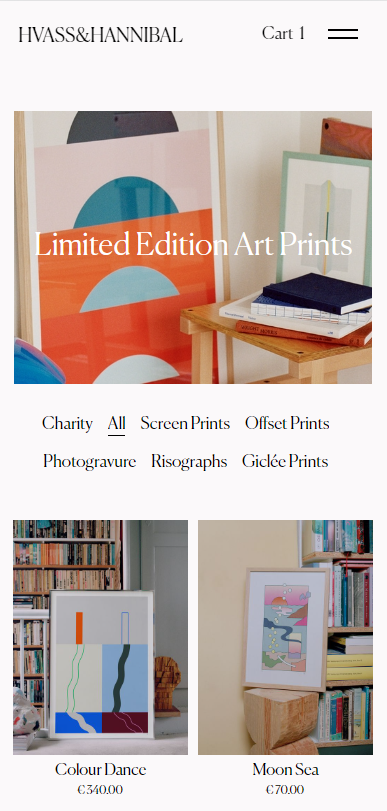 HVASS&HANNIBAL Cart 1
Limited Edition Art Prints
Charity All Screen Prints Offset Prints
Photogravure Risographs Giclée Prints
Colour Dance Moon Sea
€340.00 €70.00